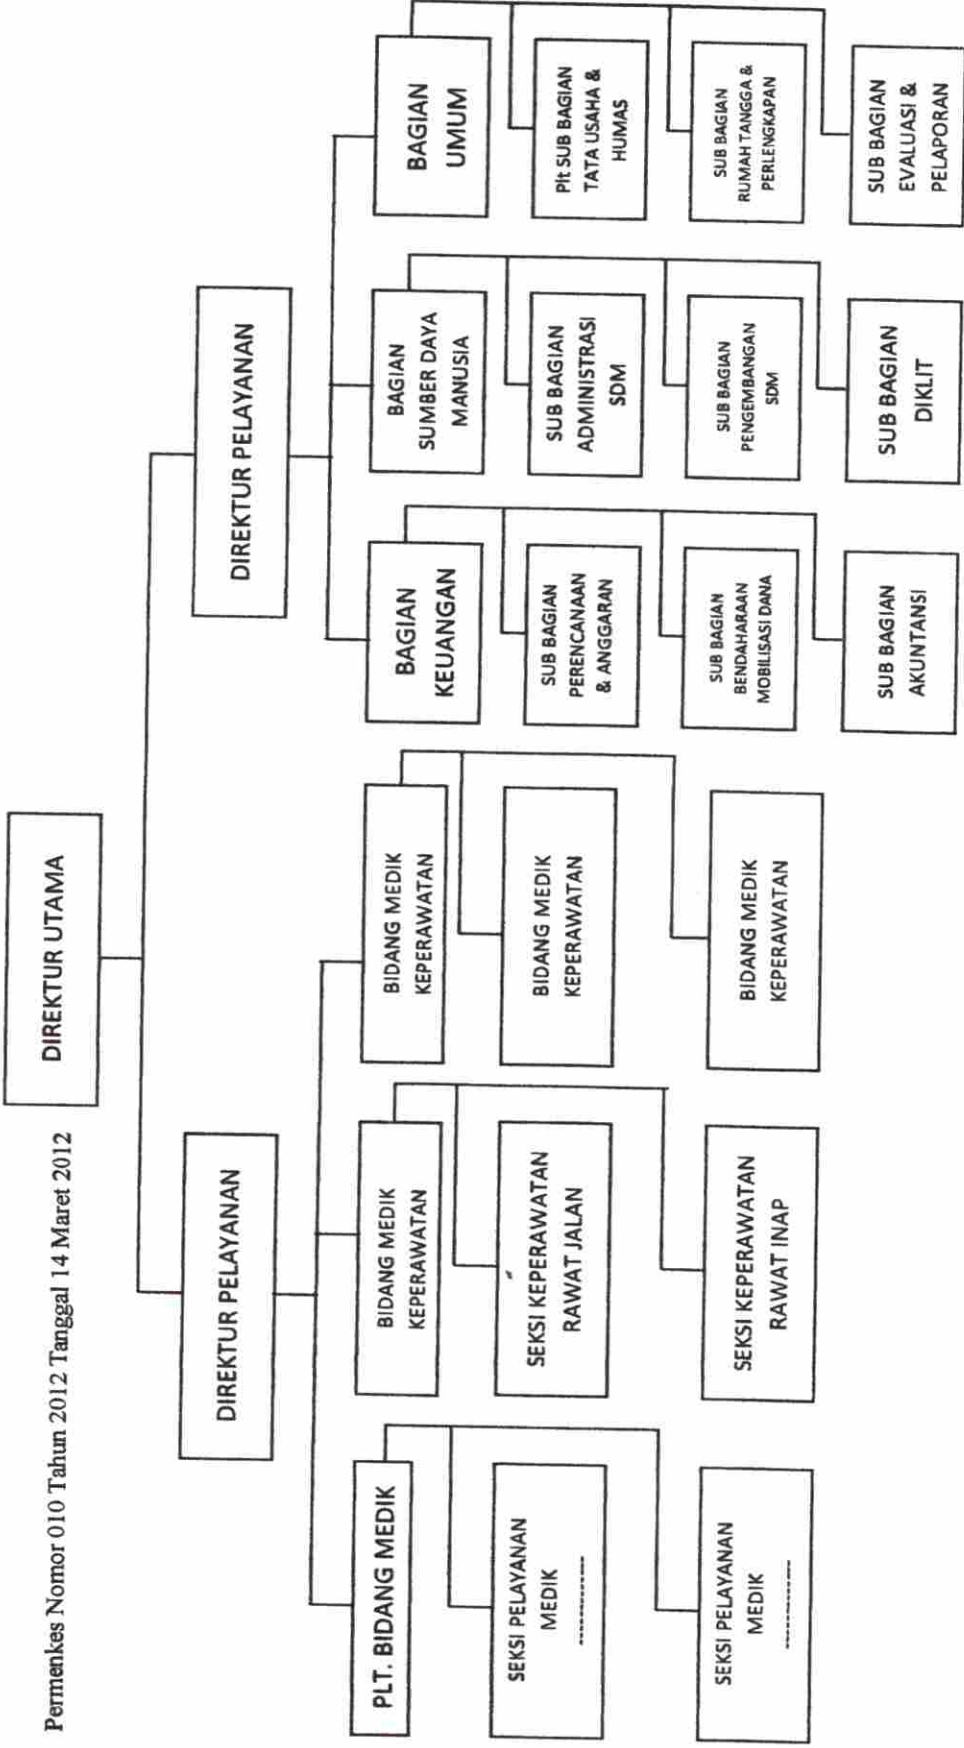 Permenkes Nomor 010 Tahun 2012 Tanggal 14 Maret 2012
DIREKTUR UTAMA
DIREKTUR PELAYANAN
DIREKTUR PELAYANAN
PLT. BIDANG MEDIK
BIDANG MEDIK
KEPERAWATAN
BIDANG MEDIK
KEPERAWATAN
BAGIAN
KEUANGAN
BAGIAN
SUMBER DAYA
MANUSIA
BAGIAN
UMUM
SEKSI PELAYANAN
MEDIK
------------
SEKSI KEPERAWATAN
RAWAT JALAN
BIDANG MEDIK
KEPERAWATAN
SUB BAGIAN
PERENCANAAN
& ANGGARAN
SUB BAGIAN
ADMINISTRASI
SDM
Plt SUB BAGIAN
TATA USAHA &
HUMAS
SEKSI PELAYANAN
MEDIK
------------
SEKSI KEPERAWATAN
RAWAT INAP
BIDANG MEDIK
KEPERAWATAN
SUB BAGIAN
BENDAHARAAN
MOBILISASI DANA
SUB BAGIAN
PENGEMBANGAN
SDM
SUB BAGIAN
RUMAH TANGGA &
PERLENGKAPAN
SUB BAGIAN
AKUNTANSI
SUB BAGIAN
DIKLIT
SUB BAGIAN
EVALUASI &
PELAPORAN